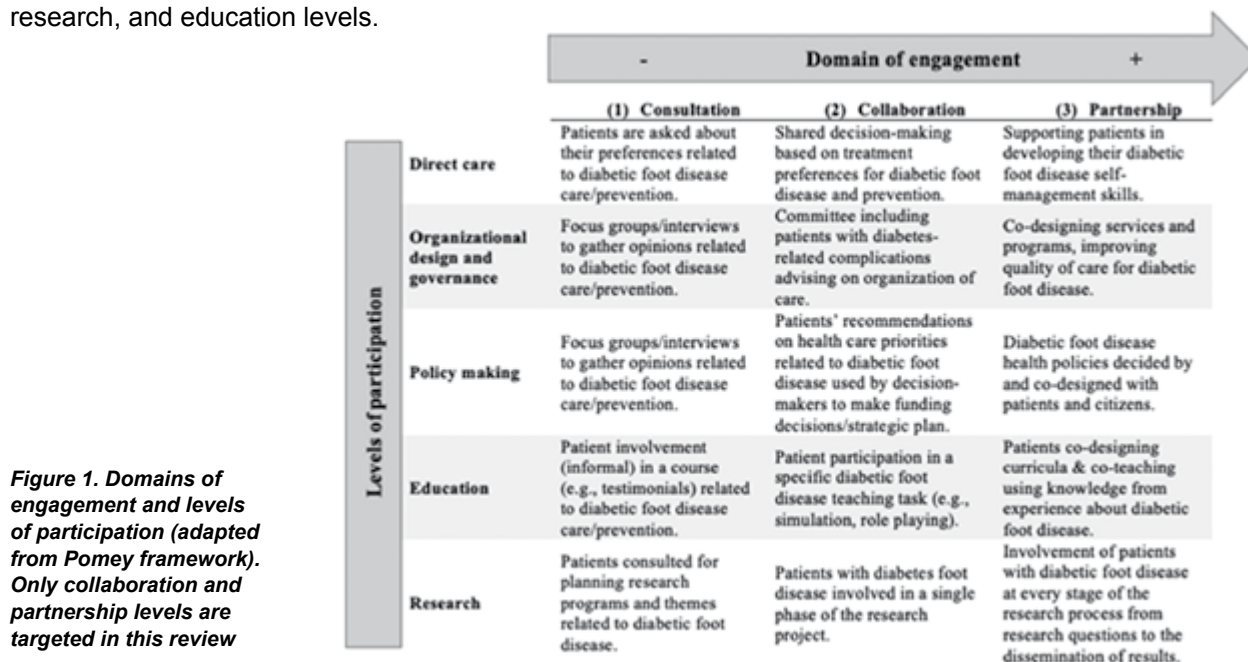 research, and education levels.
- Domain of engagement +
(1) Consultation (2) Collaboration (3) Partnership
Levels of participation
Direct care
Patients are asked about
their preferences related
to diabetic foot disease
care/prevention.
Shared decision-making
based on treatment
preferences for diabetic foot
disease and prevention.
Supporting patients in
developing their diabetic
foot disease self-
management skills.
Organizational
design and
governance
Focus groups/interviews
to gather opinions related
to diabetic foot disease
care/prevention.
Committee including
patients with diabetes-
related complications
advising on organization of
care.
Co-designing services and
programs, improving
quality of care for diabetic
foot disease.
Policy making
Focus groups/interviews
to gather opinions related
to diabetic foot disease
care/prevention.
Patients' recommendations
on health care priorities
related to diabetic foot
disease used by decision-
makers to make funding
decisions/strategic plan.
Diabetic foot disease
health policies decided by
and co-designed with
patients and citizens.
Education
Patient involvement
(informal) in a course
(e.g., testimonials) related
to diabetic foot disease
care/prevention.
Patient participation in a
specific diabetic foot
disease teaching task (e.g.,
simulation, role playing).
Patients co-designing
curricula & co-teaching
using knowledge from
experience about diabetic
foot disease.
Research
Patients consulted for
planning research
programs and themes
related to diabetic foot
disease.
Patients with diabetes foot
disease involved in a single
phase of the research
project.
Involvement of patients
with diabetic foot disease
at every stage of the
research process from
research questions to the
dissemination of results.
Figure 1. Domains of
engagement and levels
of participation (adapted
from Pomey framework).
Only collaboration and
partnership levels are
targeted in this review